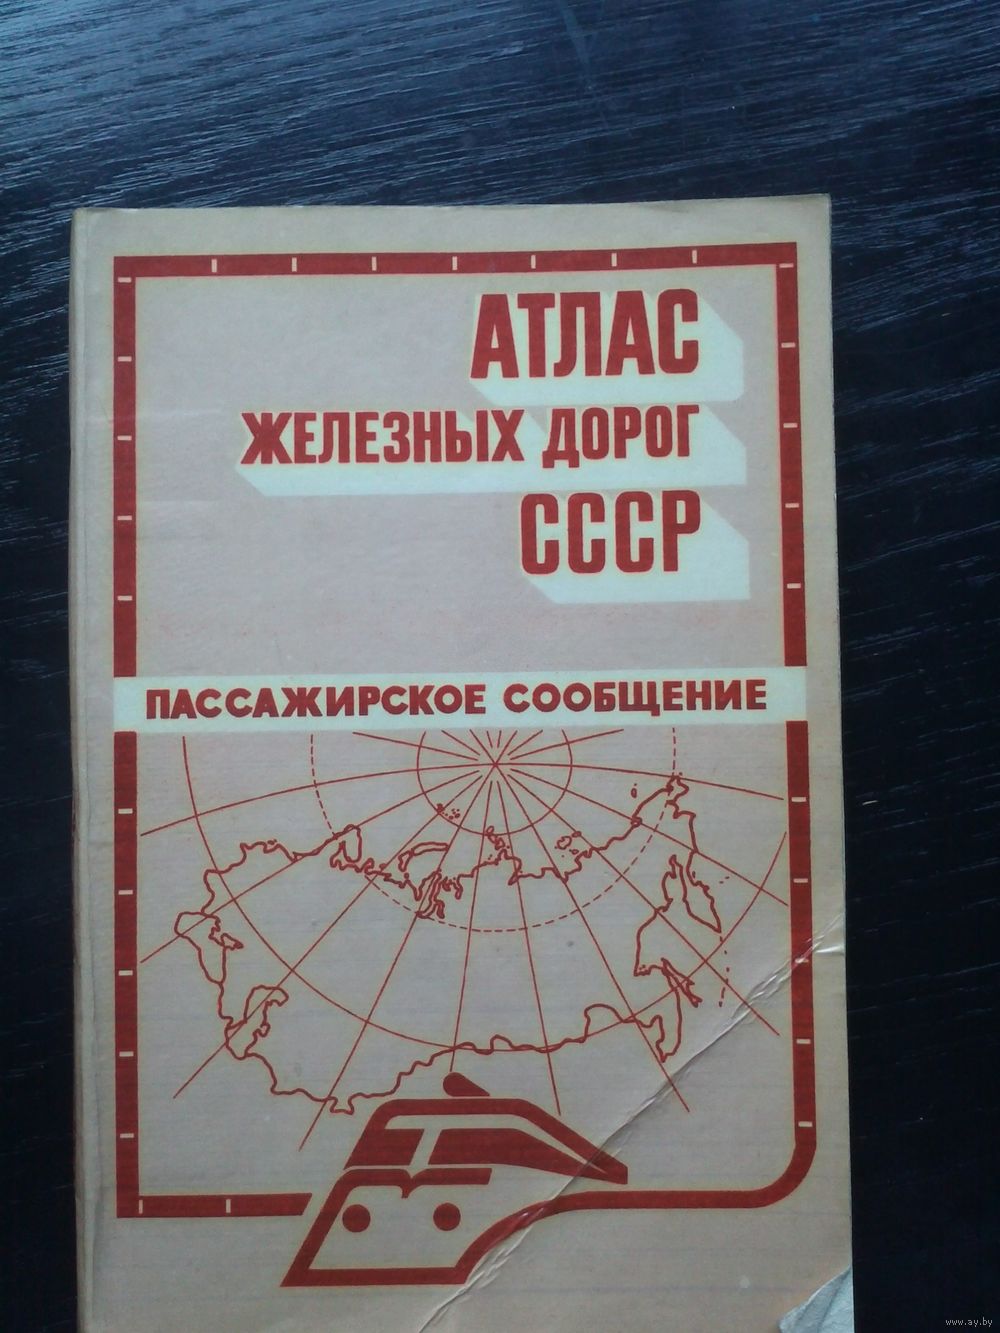 АТЛАС
ЖЕЛЕЗНЫХ ДОРОГ
СССР
ПАССАЖИРСКОЕ СООБЩЕНИЕ
www.ay.by